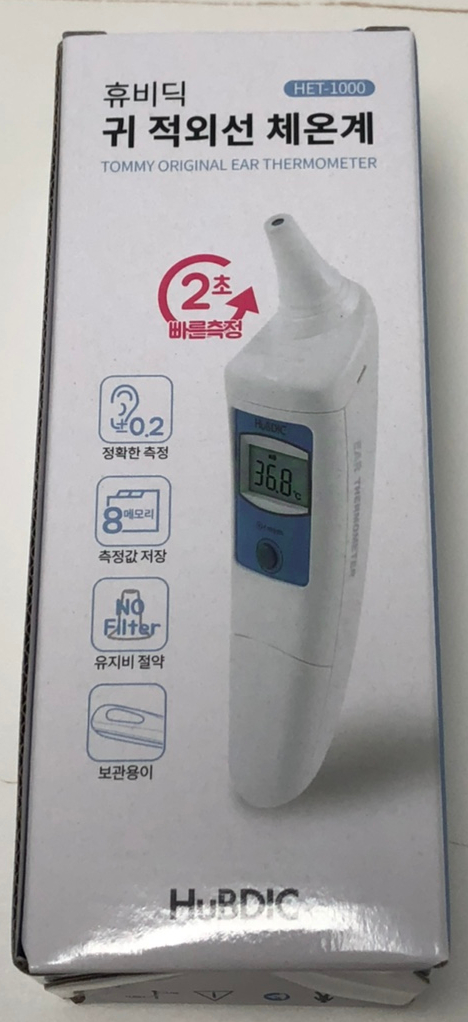 휴비딕
HET-1000
귀 적외선 체온계
TOMMY ORIGINAL EAR THERMOMETER
2초
빠른측정
±0.2
정확한 측정
8메모리
측정값 저장
NO
Filter
유지비 절약
보관용이
HuBDIC
36.8℃
EAR THERMOMETER
HuBDIC